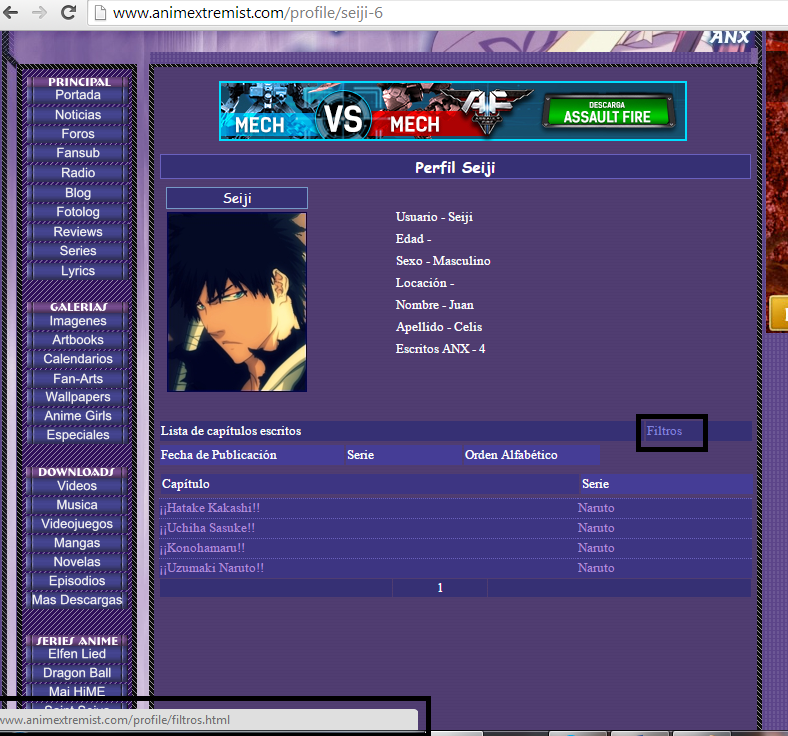 www.animextremist.com/profile/seiji-6
ANX
PRINCIPAL
Portada
Noticias
Foros
Fansub
Radio
Blog
Fotolog
Reviews
Series
Lyrics
GALERIAS
Imagenes
Artbooks
Calendarios
Fan-Arts
Wallpapers
Anime Girls
Especiales
DOWNLOADS
Videos
Musica
Videojuegos
Mangas
Novelas
Episodios
Mas Descargas
SERIES ANIME
Elfen Lied
Dragon Ball
Mai HiME
MECH VS MECH AF DESCARGA ASSAULT FIRE
Perfil Seiji
Seiji
Usuario - Seiji
Edad -
Sexo - Masculino
Locación -
Nombre - Juan
Apellido - Celis
Escritos ANX - 4
Lista de capítulos escritos Filtros
Fecha de Publicación Serie Orden Alfabético
Capítulo Serie
¡¡Hatake Kakashi!! Naruto
¡¡Uchiha Sasuke!! Naruto
¡¡Konohamaru!! Naruto
¡¡Uzumaki Naruto!! Naruto
1
www.animextremist.com/profile/filtros.html